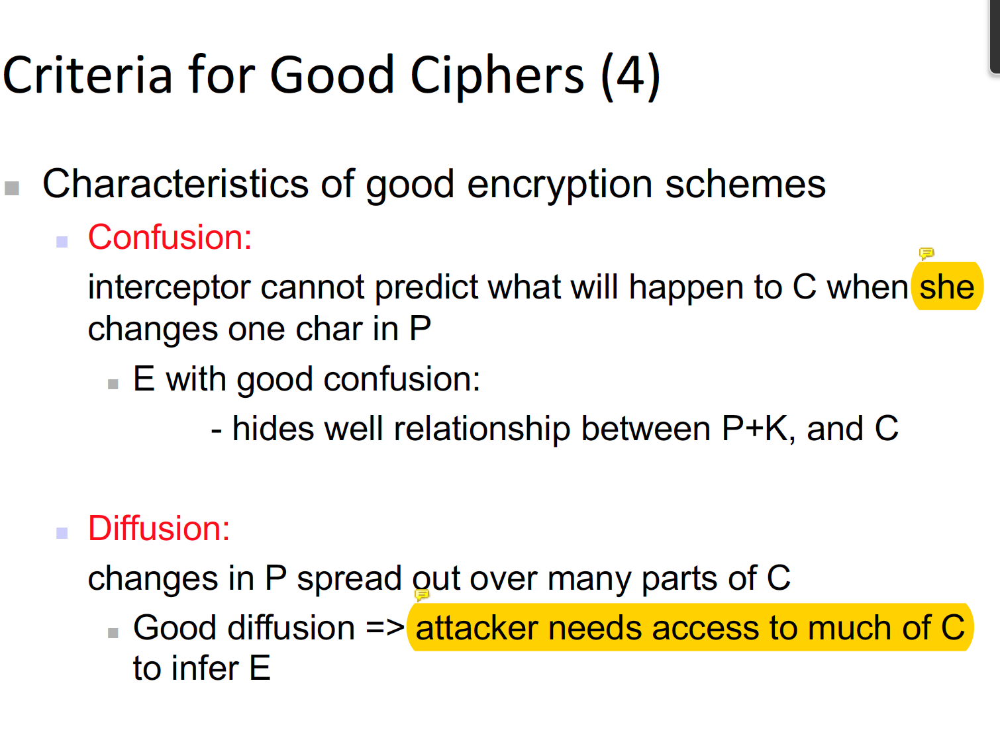 Criteria for Good Ciphers (4)
Characteristics of good encryption schemes
Confusion:
interceptor cannot predict what will happen to C when she
changes one char in P
E with good confusion:
- hides well relationship between P+K, and C
Diffusion:
changes in P spread out over many parts of C
Good diffusion => attacker needs access to much of C
to infer E